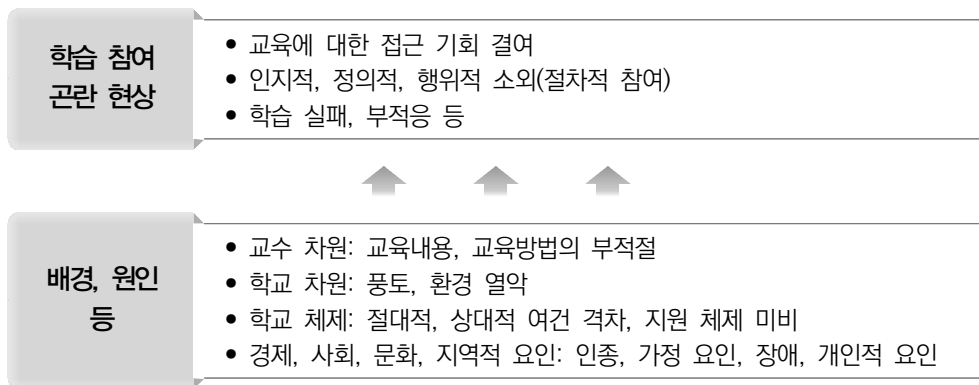 학습 참여
곤란 현상
• 교육에 대한 접근 기회 결여
• 인지적, 정의적, 행위적 소외(절차적 참여)
• 학습 실패, 부적응 등
배경, 원인
등
• 교수 차원: 교육내용, 교육방법의 부적절
• 학교 차원: 풍토, 환경 열악
• 학교 체제: 절대적, 상대적 여건 격차, 지원 체제 미비
• 경제, 사회, 문화, 지역적 요인: 인종, 가정 요인, 장애, 개인적 요인